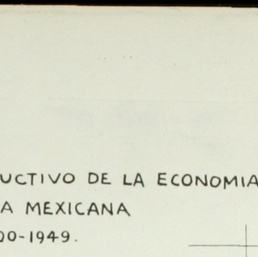 UCTIVO DE LA ECONOMIA
A MEXICANA
00-1949.